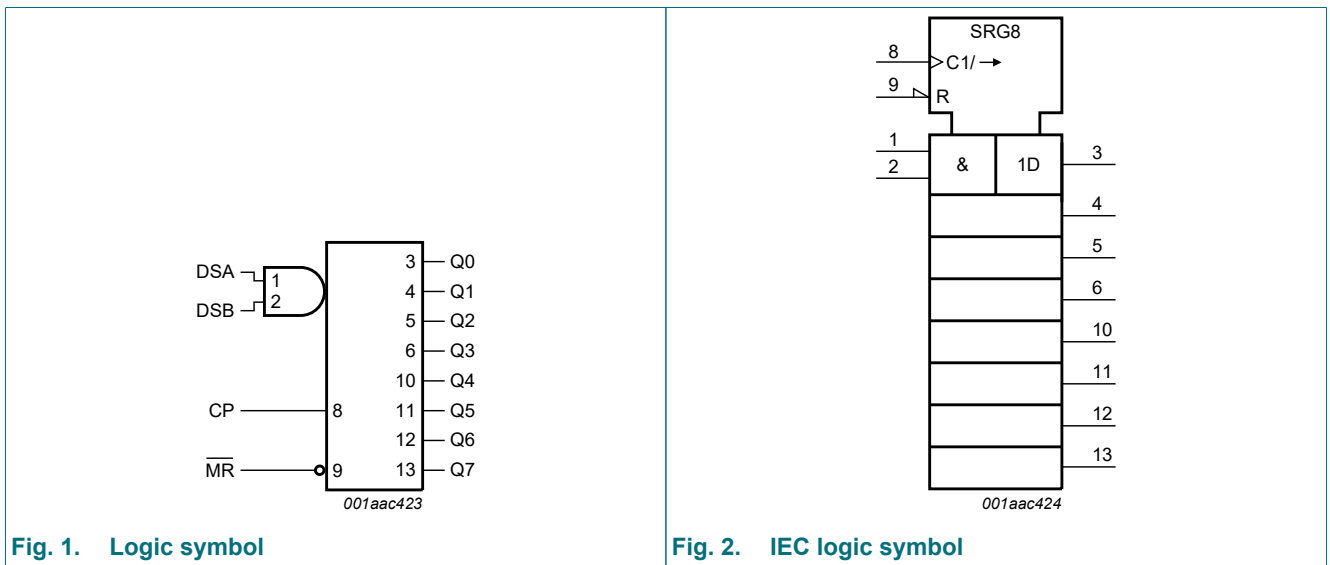 DSA
1
DSB
2
CP
8
M̅R̅
9
3
Q0
4
Q1
5
Q2
6
Q3
10
Q4
11
Q5
12
Q6
13
Q7
001aac423
Fig. 1. Logic symbol
SRG8
8
C1/→
9
R
1
2
&
1D
3
4
5
6
10
11
12
13
001aac424
Fig. 2. IEC logic symbol